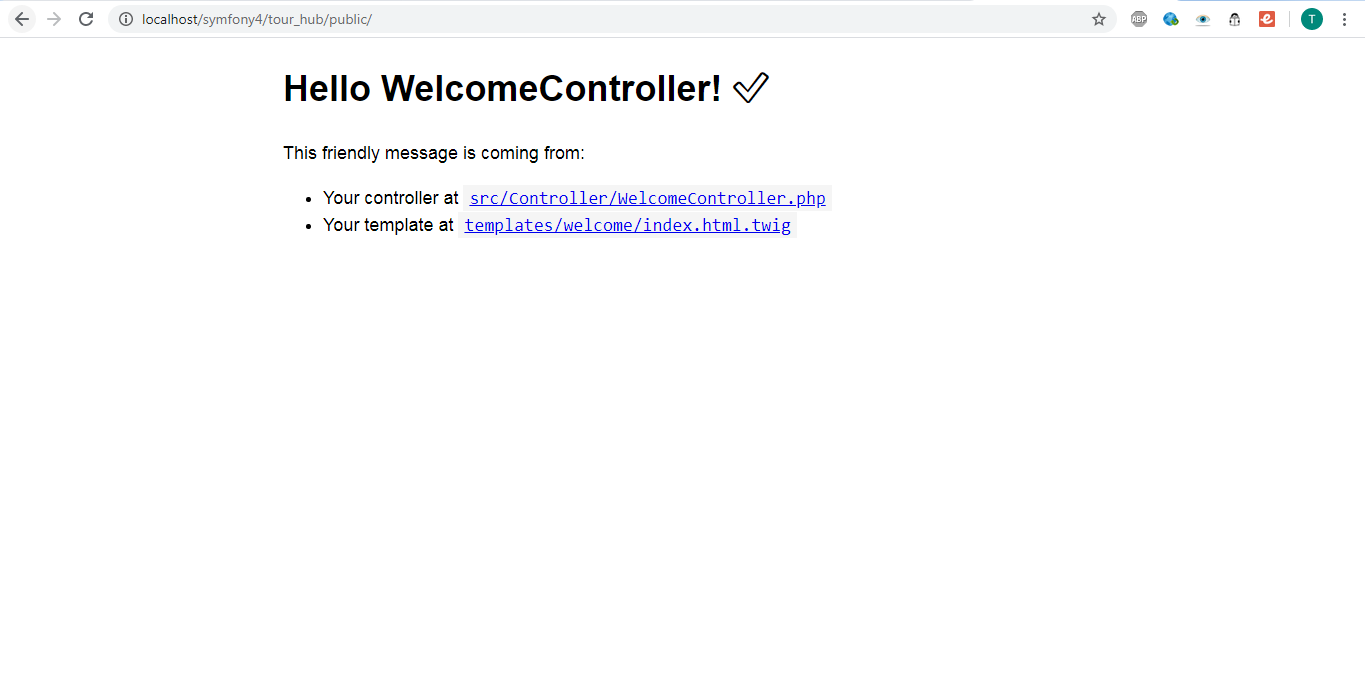 localhost/symfony4/tour_hub/public/
ABP
e
T
Hello WelcomeController! ✅
This friendly message is coming from:
• Your controller at src/Controller/WelcomeController.php
• Your template at templates/welcome/index.html.twig